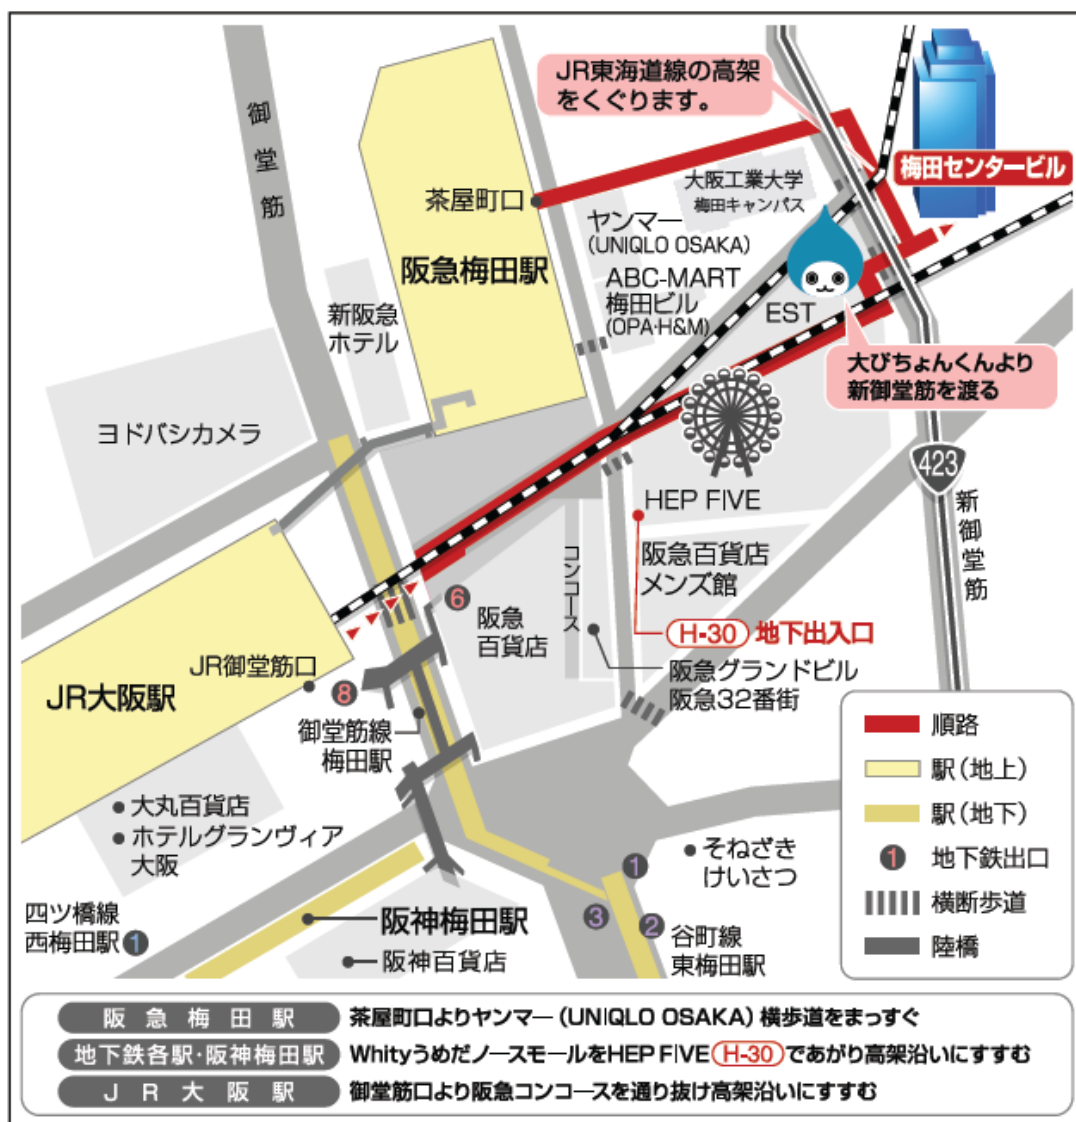 JR東海道線の高架
をくぐります。
御堂筋
梅田センタービル
大阪工業大学
梅田キャンパス
茶屋町口
ヤンマー
(UNIQLO OSAKA)
阪急梅田駅
ABC-MART
梅田ビル
(OPA・H&M)
EST
新阪急
ホテル
大ぴちょんくんより
新御堂筋を渡る
ヨドバシカメラ
423
新御堂筋
HEP FIVE
コンコース
阪急百貨店
メンズ館
6
阪急
百貨店
H-30 地下出入口
JR御堂筋口
阪急グランドビル
阪急32番街
JR大阪駅
8
御堂筋線
梅田駅
大丸百貨店
ホテルグランヴィア
大阪
そねざき
けいさつ
1
3
2
四ツ橋線
西梅田駅1
阪神梅田駅
谷町線
東梅田駅
阪神百貨店
順路
駅(地上)
駅(地下)
1 地下鉄出口
横断歩道
陸橋
阪急梅田駅 茶屋町口よりヤンマー(UNIQLO OSAKA)横歩道をまっすぐ
地下鉄各駅・阪神梅田駅 WhityうめだノースモールをHEP FIVE H-30 であがり高架沿いにすすむ
JR大阪駅 御堂筋口より阪急コンコースを通り抜け高架沿いにすすむ